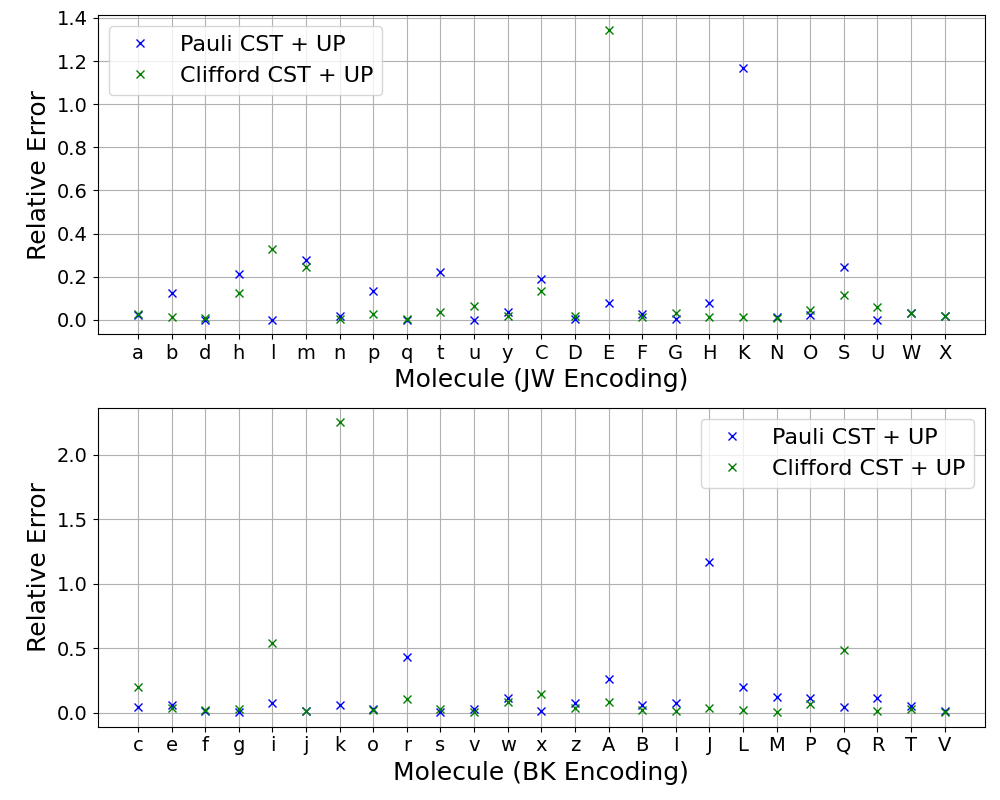 Relative Error
1.4
1.2
1.0
0.8
0.6
0.4
0.2
0.0
Pauli CST + UP
Clifford CST + UP
a b d h l m n p q t u y C D E F G H K N O S U W X
Molecule (JW Encoding)
Relative Error
2.0
1.5
1.0
0.5
0.0
Pauli CST + UP
Clifford CST + UP
c e f g i j k o r s v w x z A B I J L M P Q R T V
Molecule (BK Encoding)